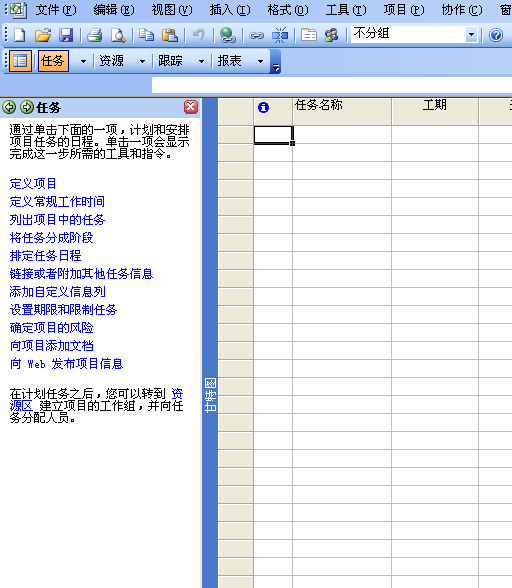 文件(F) 编辑(E) 视图(V) 插入(I) 格式(O) 工具(T) 项目(P) 协作(C)
不分组
任务 资源 跟踪 报表
任务
通过单击下面的一项,计划和安排
项目任务的日程。单击一项会显示
完成这一步所需的工具和指令。
定义项目
定义常规工作时间
列出项目中的任务
将任务分成阶段
排定任务日程
链接或者附加其他任务信息
添加自定义信息列
设置期限和限制任务
确定项目的风险
向项目添加文档
向 Web 发布项目信息
在计划任务之后,您可以转到 资
源区 建立项目的工作组,并向任
务分配人员。
甘特图
任务名称 工期